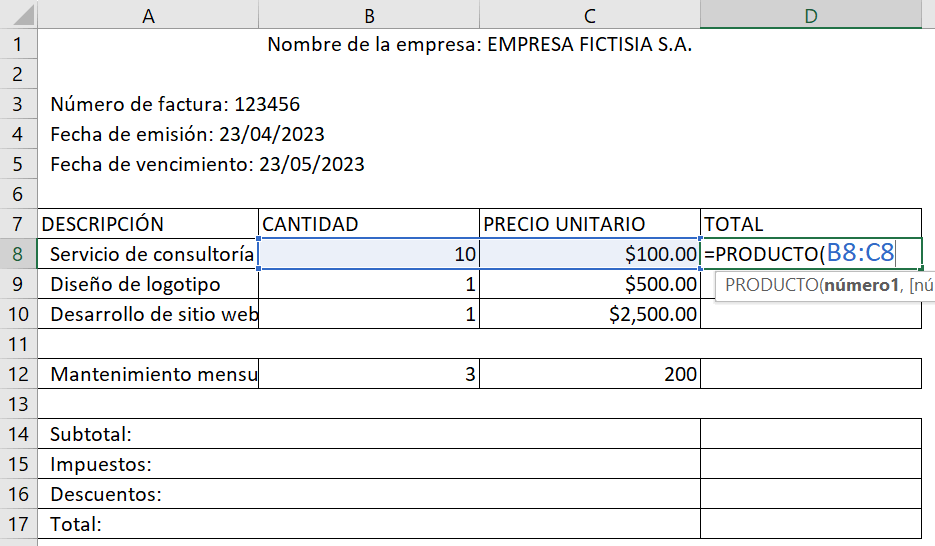 A B C D
1 Nombre de la empresa: EMPRESA FICTISIA S.A.
2
3 Número de factura: 123456
4 Fecha de emisión: 23/04/2023
5 Fecha de vencimiento: 23/05/2023
6
7 DESCRIPCIÓN CANTIDAD PRECIO UNITARIO TOTAL
8 Servicio de consultoría 10 $100.00 =PRODUCTO(B8:C8
9 Diseño de logotipo 1 $500.00 PRODUCTO(número1, [nú
10 Desarrollo de sitio web 1 $2,500.00
11
12 Mantenimiento mensu 3 200
13
14 Subtotal:
15 Impuestos:
16 Descuentos:
17 Total: